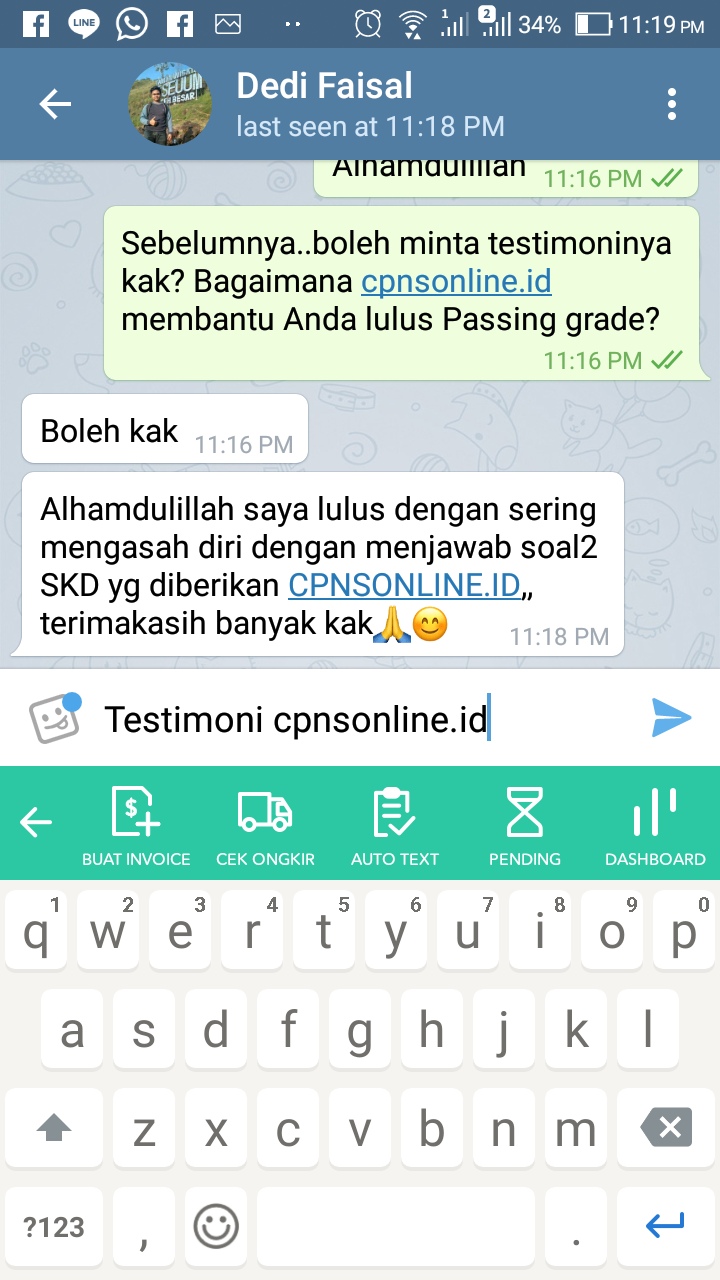 LINE
1
2
34%
11:19 PM
Dedi Faisal
last seen at 11:18 PM
Alhamdulillah 11:16 PM
Sebelumnya..boleh minta testimoninya
kak? Bagaimana cpnsonline.id
membantu Anda lulus Passing grade?
11:16 PM
Boleh kak 11:16 PM
Alhamdulillah saya lulus dengan sering
mengasah diri dengan menjawab soal2
SKD yg diberikan CPNSONLINE.ID,,
terimakasih banyak kak🙏😊 11:18 PM
Testimoni cpnsonline.id
BUAT INVOICE CEK ONGKIR AUTO TEXT PENDING DASHBOARD
1 2 3 4 5 6 7 8 9 0
q w e r t y u i o p
a s d f g h j k l
z x c v b n m
?123 , .